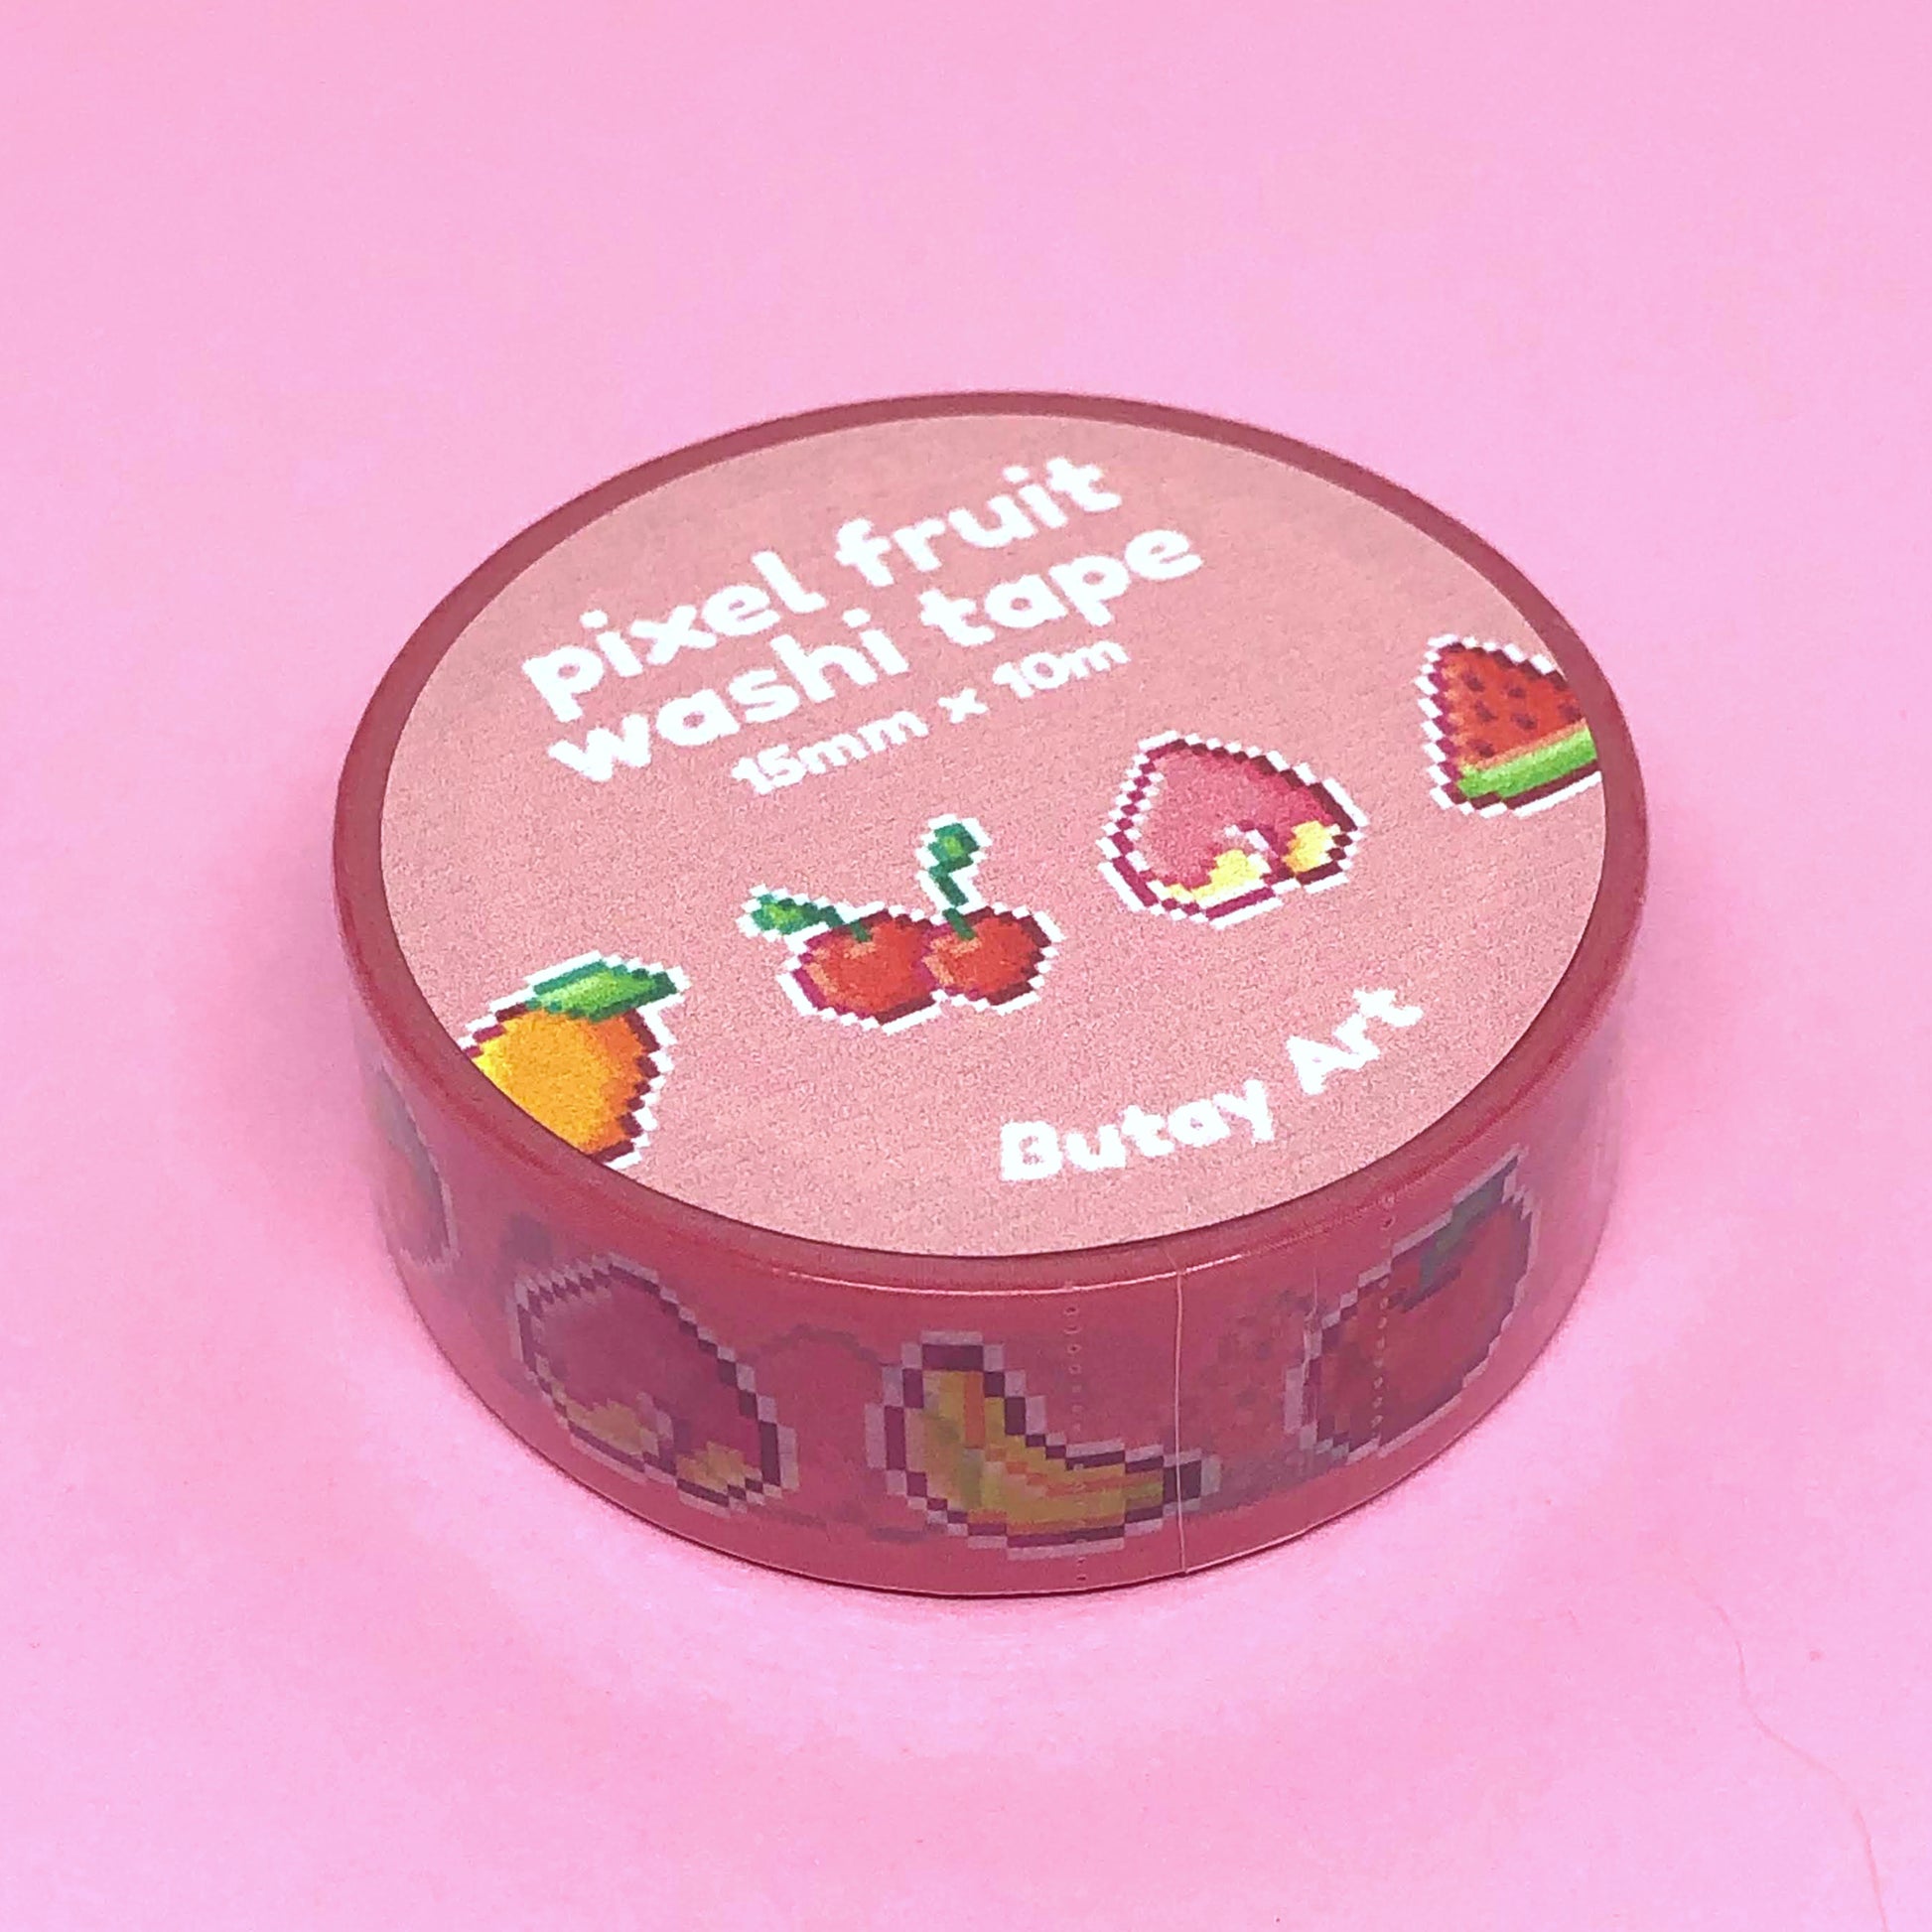 pixel fruit
washi tape
15mm x 10m
Butay Art